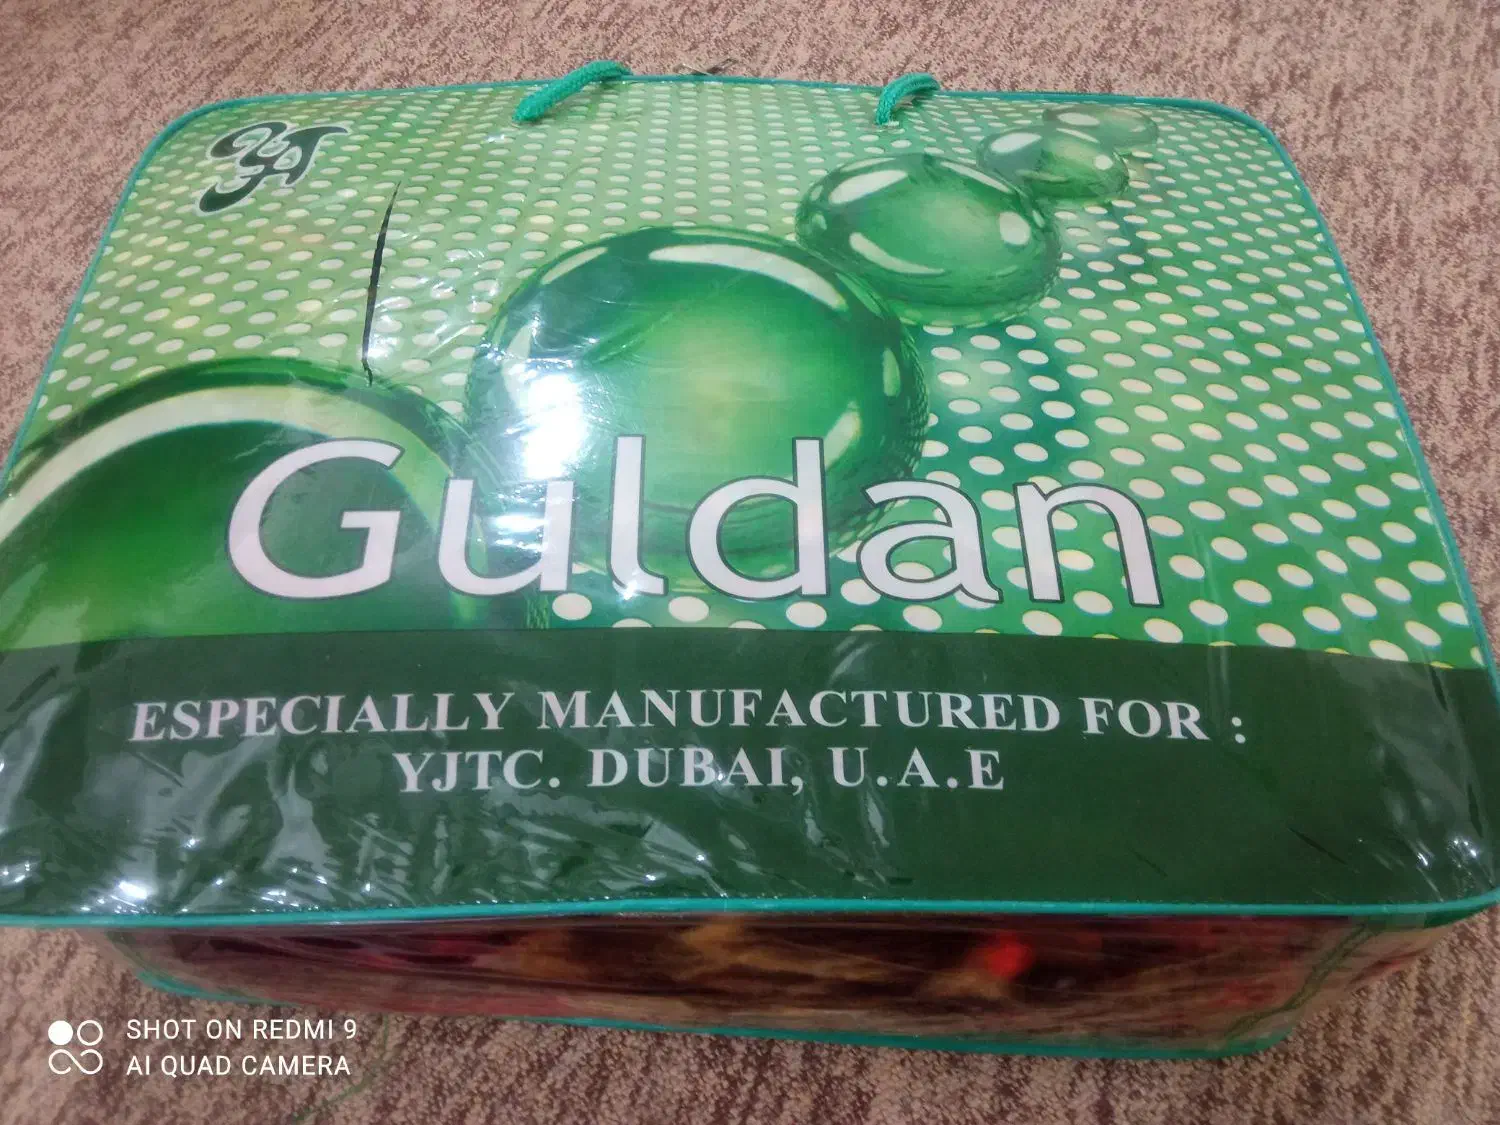 Guldan
ESPECIALLY MANUFACTURED FOR :
YJTC. DUBAI, U.A.E
SHOT ON REDMI 9
AI QUAD CAMERA